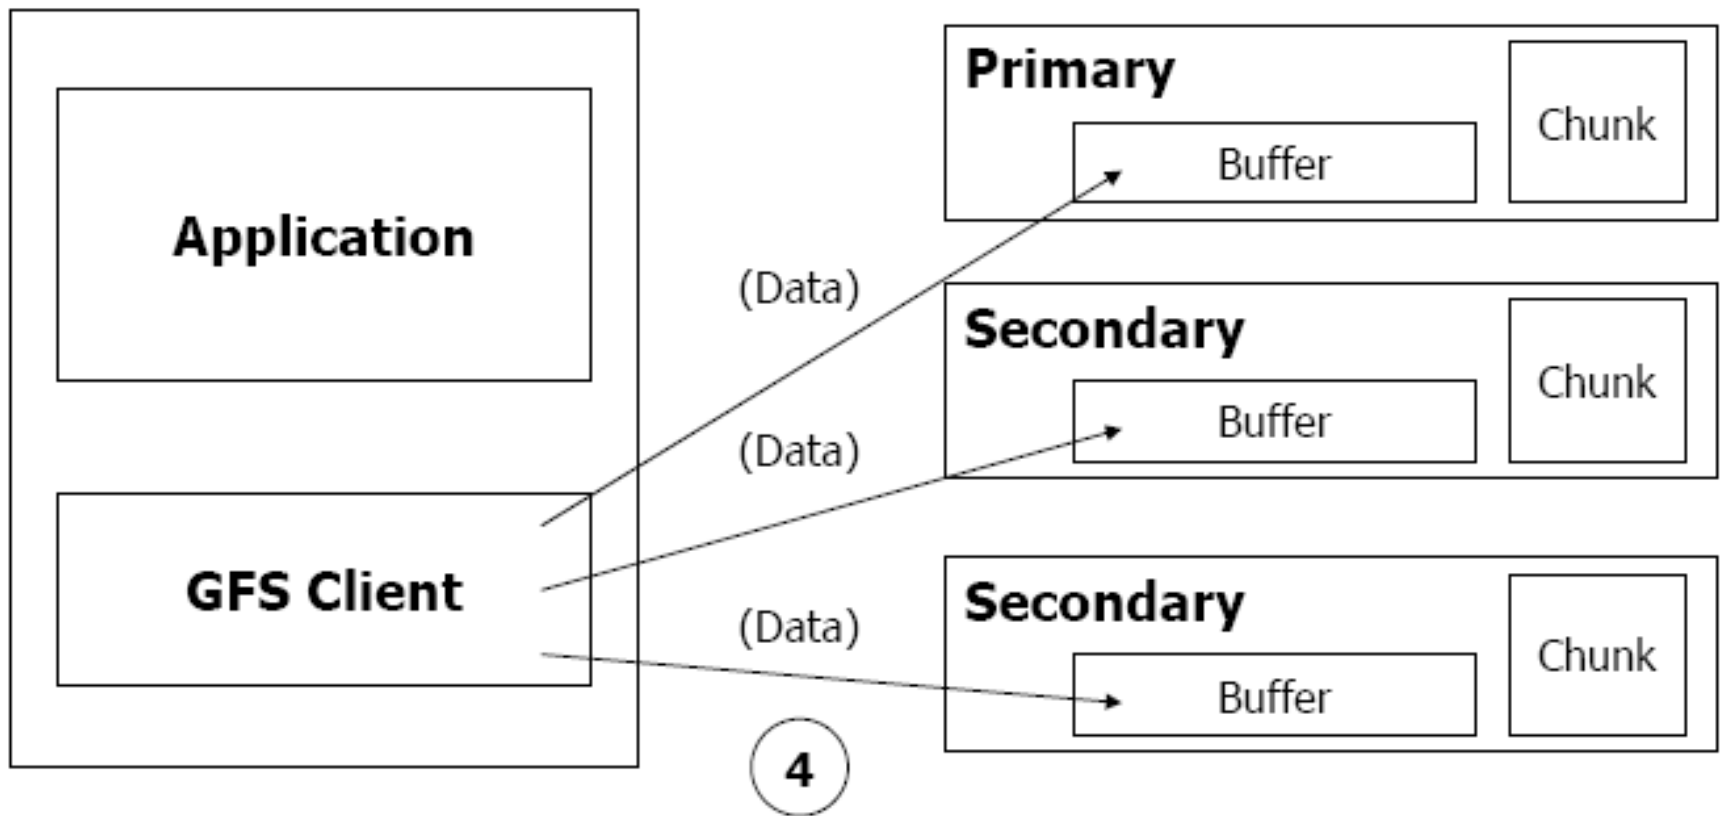 Application
GFS Client
(Data)
(Data)
(Data)
4
Primary
Buffer
Chunk
Secondary
Buffer
Chunk
Secondary
Buffer
Chunk